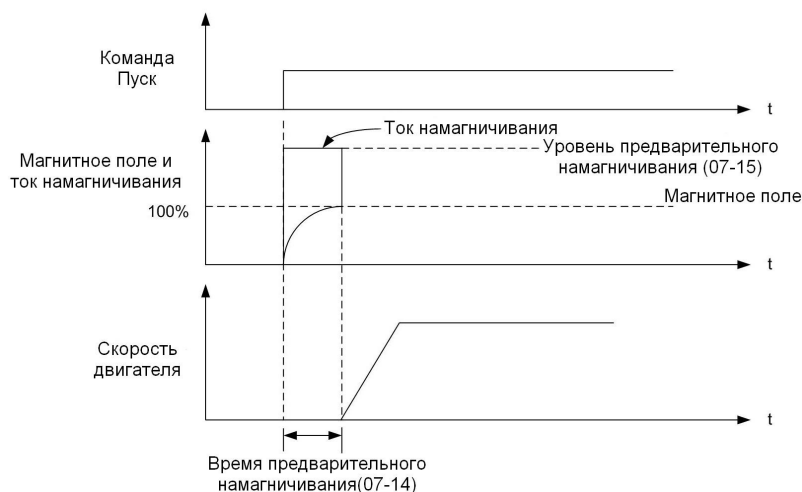 Команда
Пуск
t
Ток намагничивания
Уровень предварительного
намагничивания (07-15)
Магнитное поле и
ток намагничивания
100%
Магнитное поле
t
Скорость
двигателя
t
Время предварительного
намагничивания(07-14)